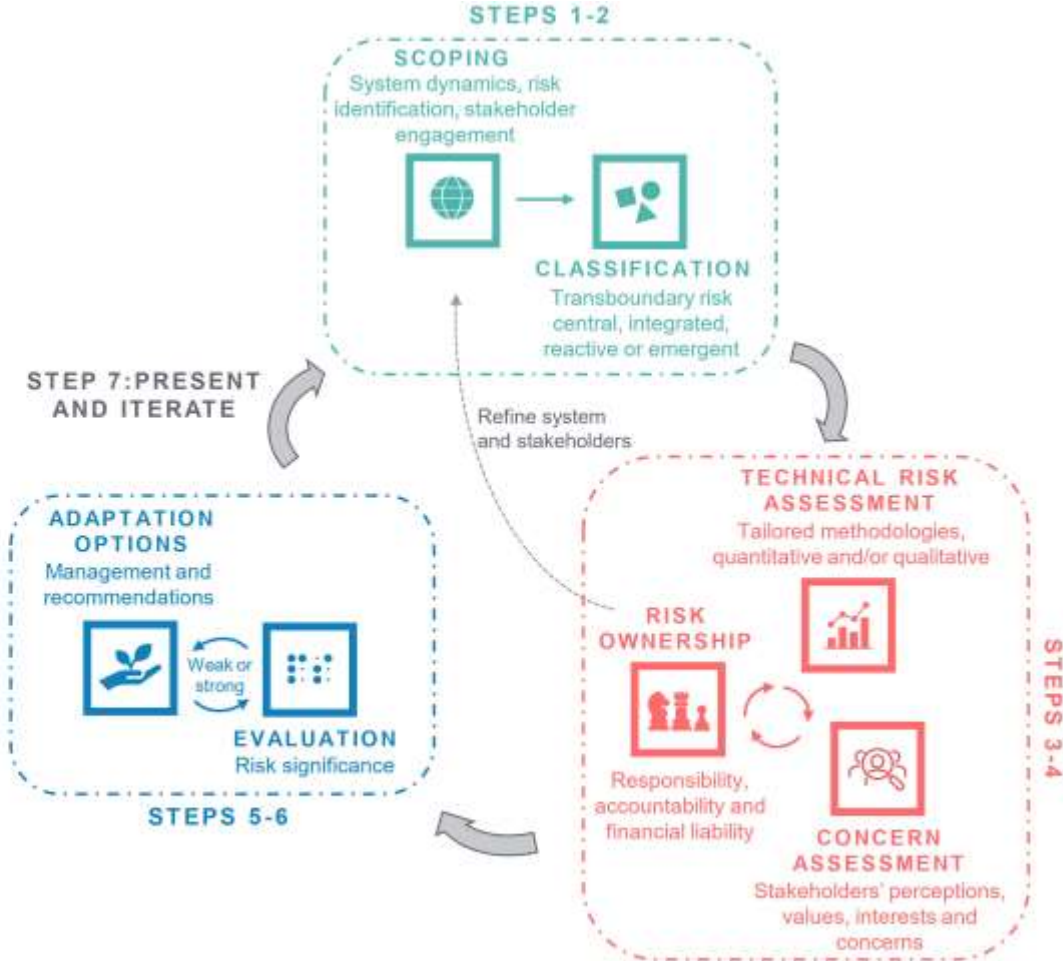 STEPS 1-2
SCOPING
System dynamics, risk
identification, stakeholder
engagement
CLASSIFICATION
Transboundary risk
central, integrated,
reactive or emergent
STEP 7:PRESENT
AND ITERATE
Refine system
and stakeholders
TECHNICAL RISK
ASSESSMENT
Tailored methodologies,
quantitative and/or qualitative
RISK
OWNERSHIP
Responsibility,
accountability and
financial liability
CONCERN
ASSESSMENT
Stakeholders' perceptions,
values, interests and
concerns
STEPS 3-4
ADAPTATION
OPTIONS
Management and
recommendations
Weak or
strong
EVALUATION
Risk significance
STEPS 5-6